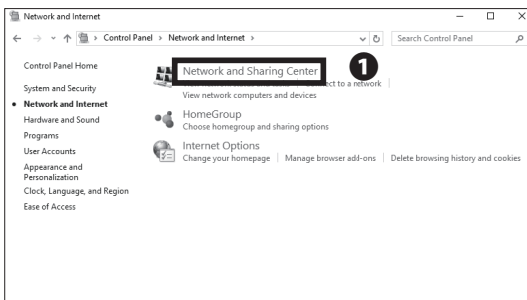 Network and Internet
Control Panel > Network and Internet >
Search Control Panel
Control Panel Home
System and Security
Network and Internet
Hardware and Sound
Programs
User Accounts
Appearance and
Personalization
Clock, Language, and Region
Ease of Access
Network and Sharing Center
1
to a network
View network computers and devices
HomeGroup
Choose homegroup and sharing options
Internet Options
Change your homepage | Manage browser add-ons | Delete browsing history and cookies